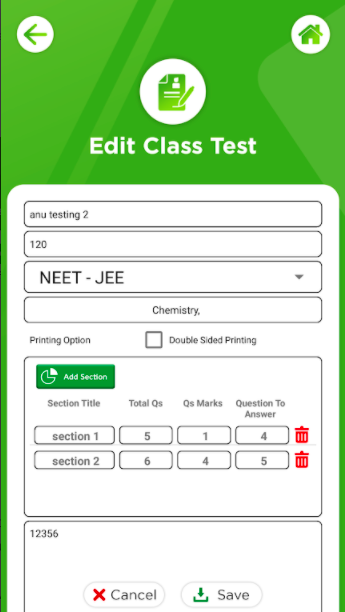 Edit Class Test
anu testing 2
120
NEET - JEE
Chemistry,
Printing Option Double Sided Printing
Add Section
Section Title Total Qs Qs Marks Question To
Answer
section 1 5 1 4
section 2 6 4 5
12356
Cancel Save